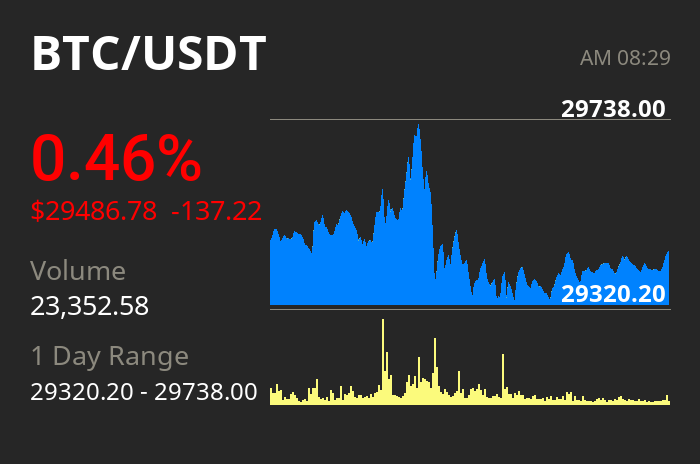 BTC/USDT
AM 08:29
29738.00
0.46%
$29486.78 -137.22
Volume
23,352.58
29320.20
1 Day Range
29320.20 - 29738.00